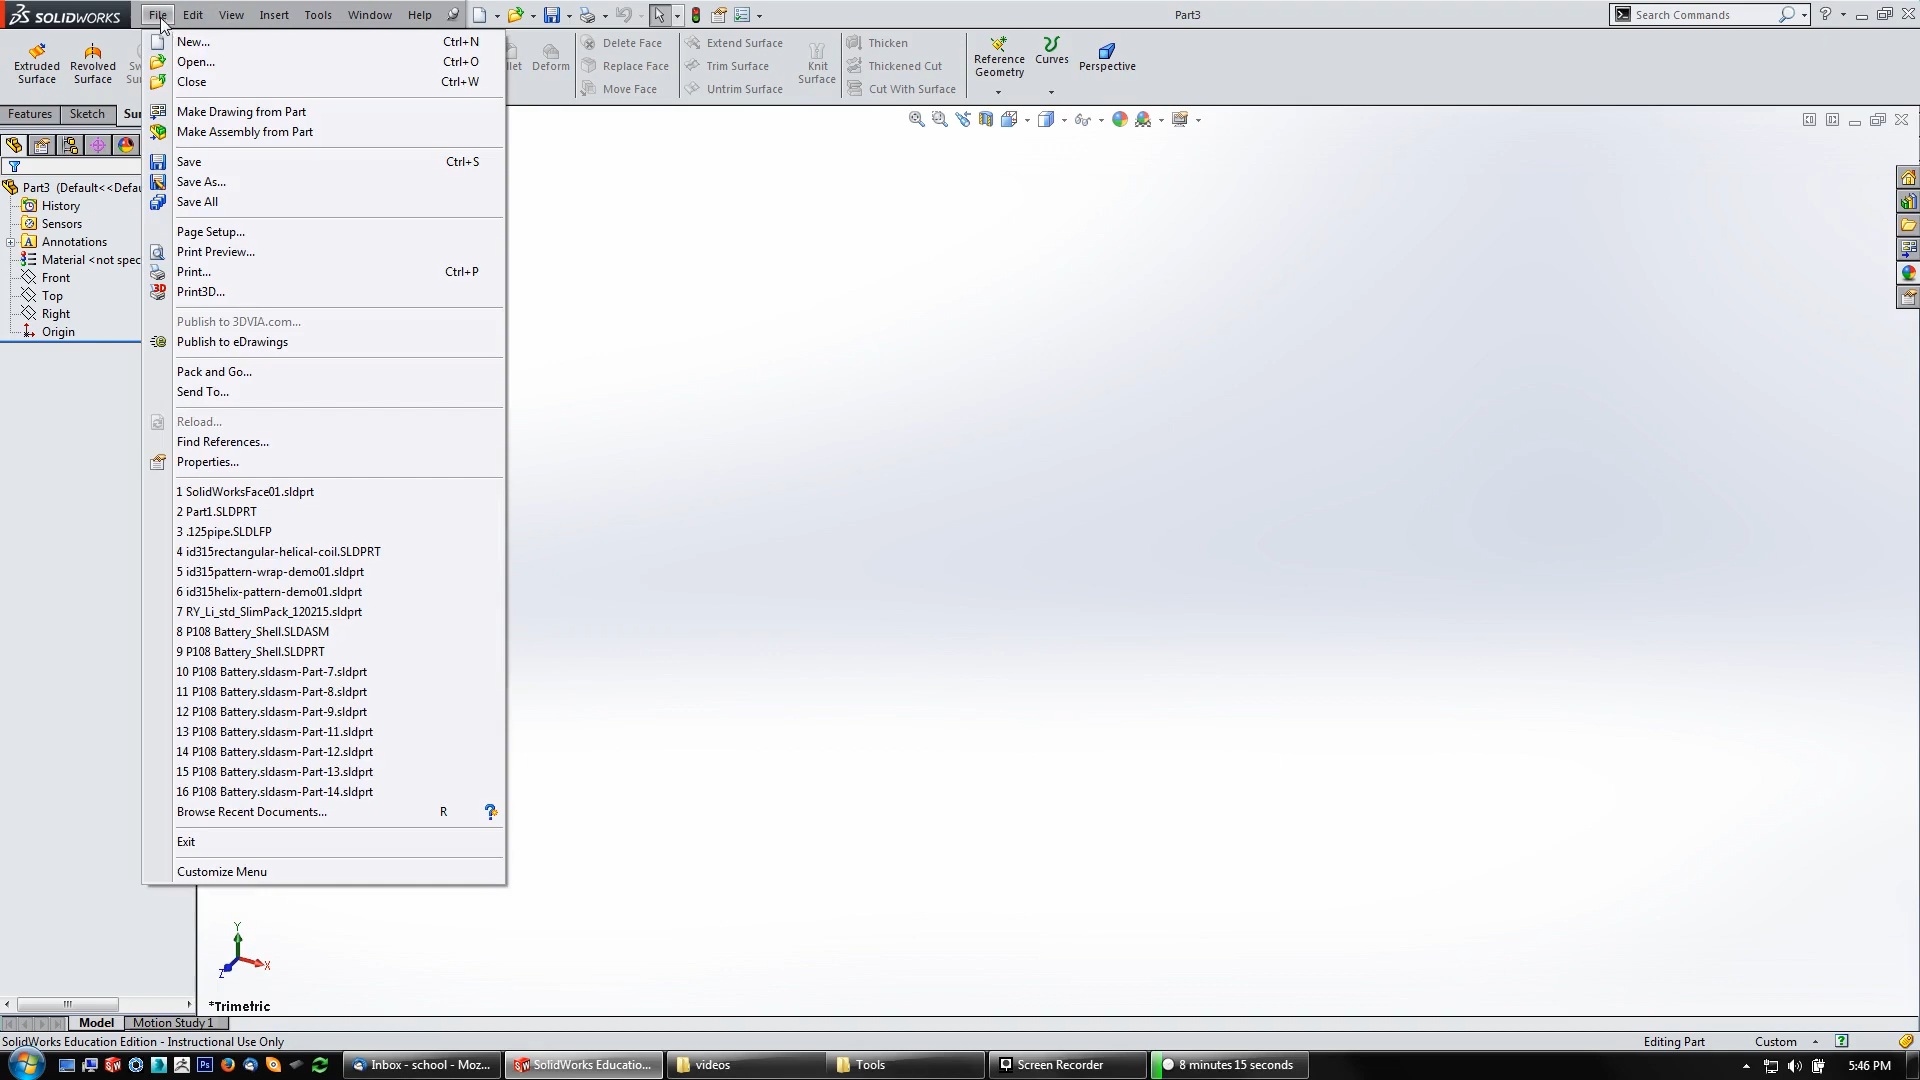 SOLIDWORKS File Edit View Insert Tools Window Help Part3 Search Commands
Extruded Surface
Revolved Surface
Deform
Delete Face
Replace Face
Move Face
Extend Surface
Trim Surface
Untrim Surface
Knit Surface
Thicken
Thickened Cut
Cut With Surface
Reference Geometry
Curves
Perspective
Features Sketch
Part3 (Default<<Defau
History
Sensors
Annotations
Material <not spec
Front
Top
Right
Origin
New... Ctrl+N
Open... Ctrl+O
Close Ctrl+W
Make Drawing from Part
Make Assembly from Part
Save Ctrl+S
Save As...
Save All
Page Setup...
Print Preview...
Print... Ctrl+P
Print3D...
Publish to 3DVIA.com...
Publish to eDrawings
Pack and Go...
Send To...
Reload...
Find References...
Properties...
1 SolidWorksFace01.sldprt
2 Part1.SLDPRT
3 .125pipe.SLDLFP
4 id315rectangular-helical-coil.SLDPRT
5 id315pattern-wrap-demo01.sldprt
6 id315helix-pattern-demo01.sldprt
7 RY_Li_std_SlimPack_120215.sldprt
8 P108 Battery_Shell.SLDASM
9 P108 Battery_Shell.SLDPRT
10 P108 Battery.sldasm-Part-7.sldprt
11 P108 Battery.sldasm-Part-8.sldprt
12 P108 Battery.sldasm-Part-9.sldprt
13 P108 Battery.sldasm-Part-11.sldprt
14 P108 Battery.sldasm-Part-12.sldprt
15 P108 Battery.sldasm-Part-13.sldprt
16 P108 Battery.sldasm-Part-14.sldprt
Browse Recent Documents... R
Exit
Customize Menu
Y
X
Z
*Trimetric
Model Motion Study 1
SolidWorks Education Edition - Instructional Use Only Editing Part Custom
Inbox - school - Moz... SolidWorks Educatio... videos Tools Screen Recorder 8 minutes 15 seconds 5:46 PM